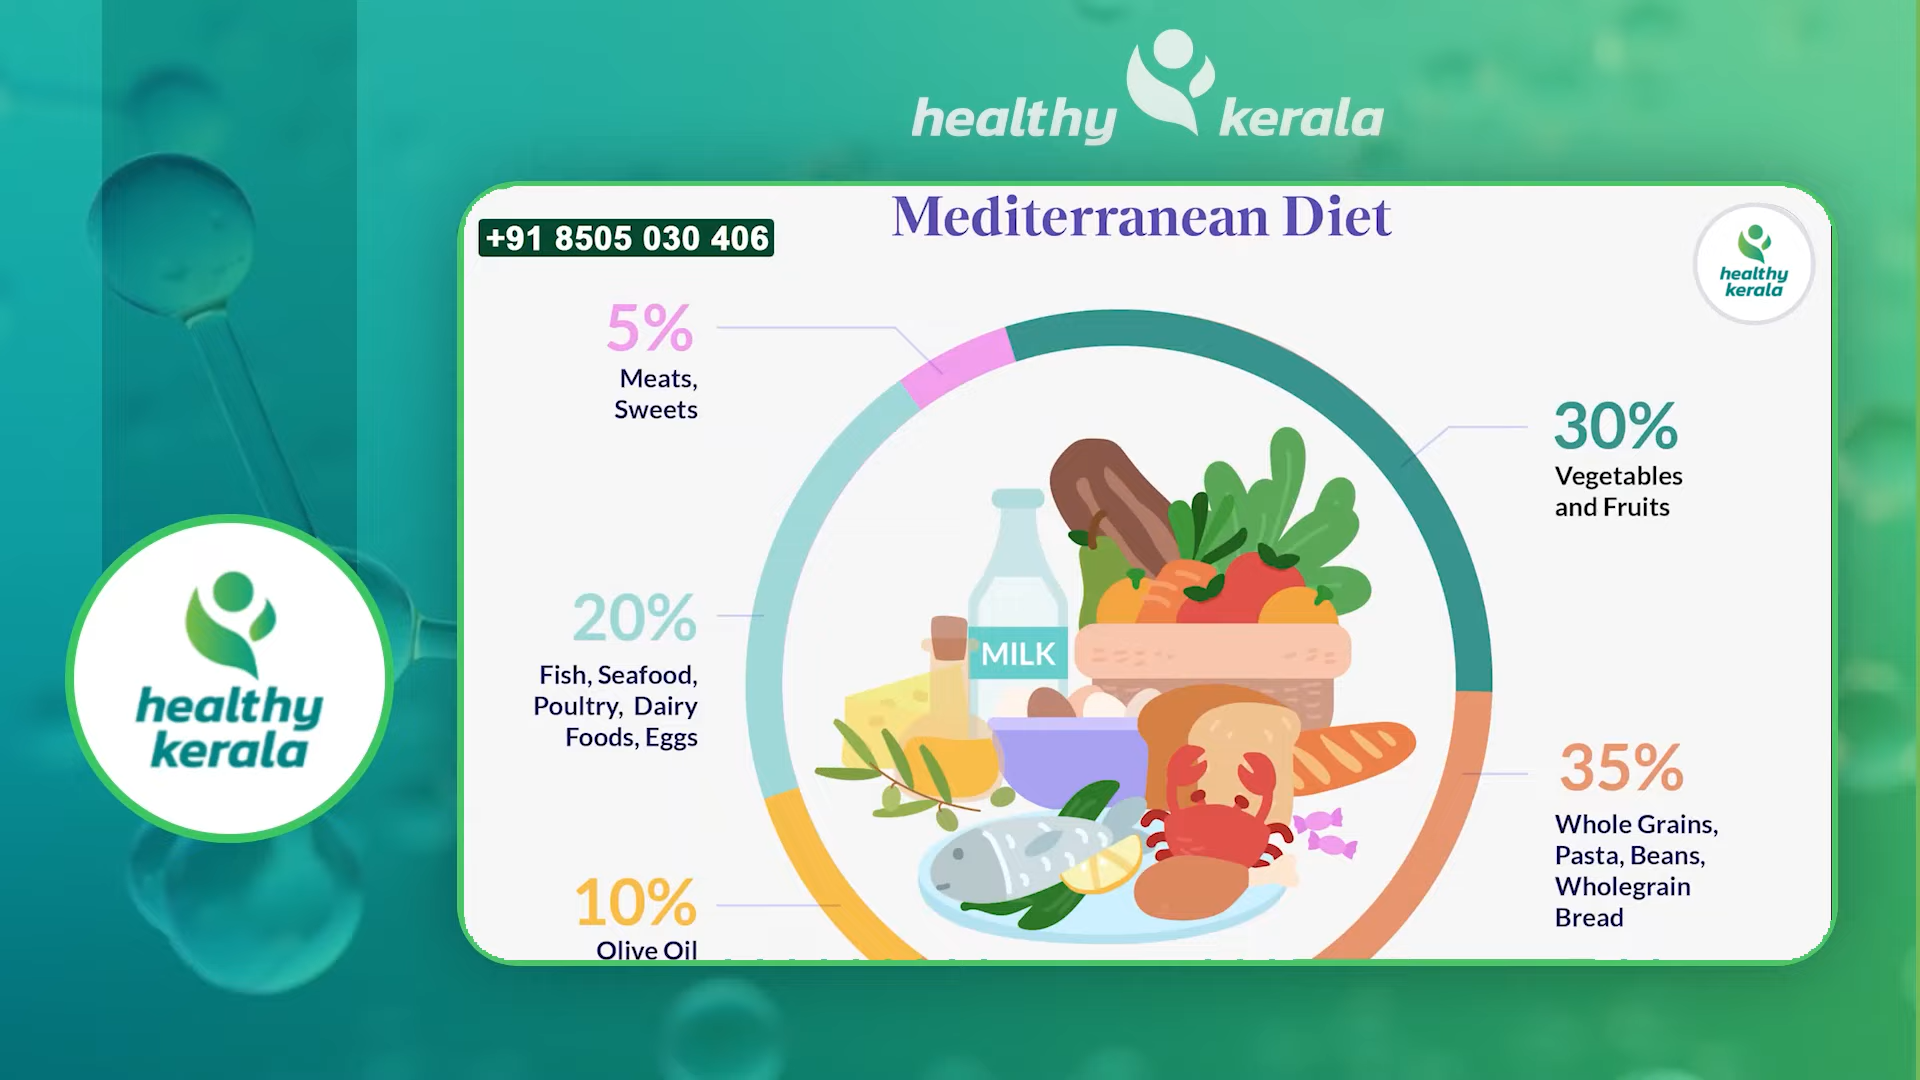 healthy kerala
Mediterranean Diet
+91 8505 030 406
healthy
kerala
5%
Meats,
Sweets
30%
Vegetables
and Fruits
20%
Fish, Seafood,
Poultry, Dairy
Foods, Eggs
MILK
35%
Whole Grains,
Pasta, Beans,
Wholegrain
Bread
10%
Olive Oil
healthy
kerala